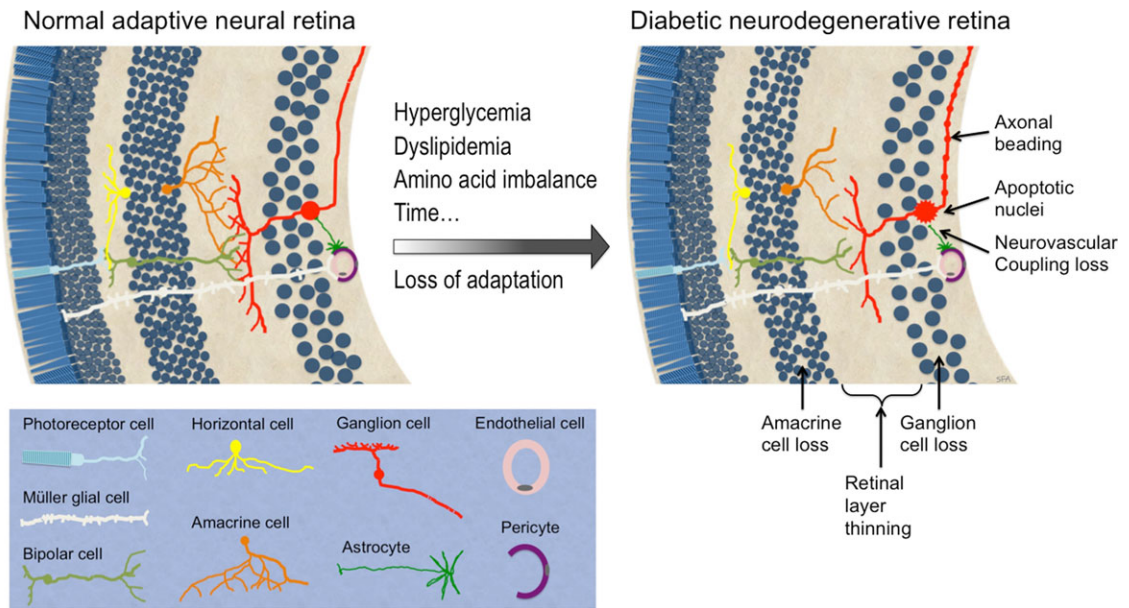 Normal adaptive neural retina
Diabetic neurodegenerative retina
Hyperglycemia
Dyslipidemia
Amino acid imbalance
Time...
Loss of adaptation
Axonal
beading
Apoptotic
nuclei
Neurovascular
Coupling loss
Amacrine
cell loss
Ganglion
cell loss
Retinal
layer
thinning
SFA
Photoreceptor cell
Horizontal cell
Ganglion cell
Endothelial cell
Müller glial cell
Amacrine cell
Pericyte
Bipolar cell
Astrocyte